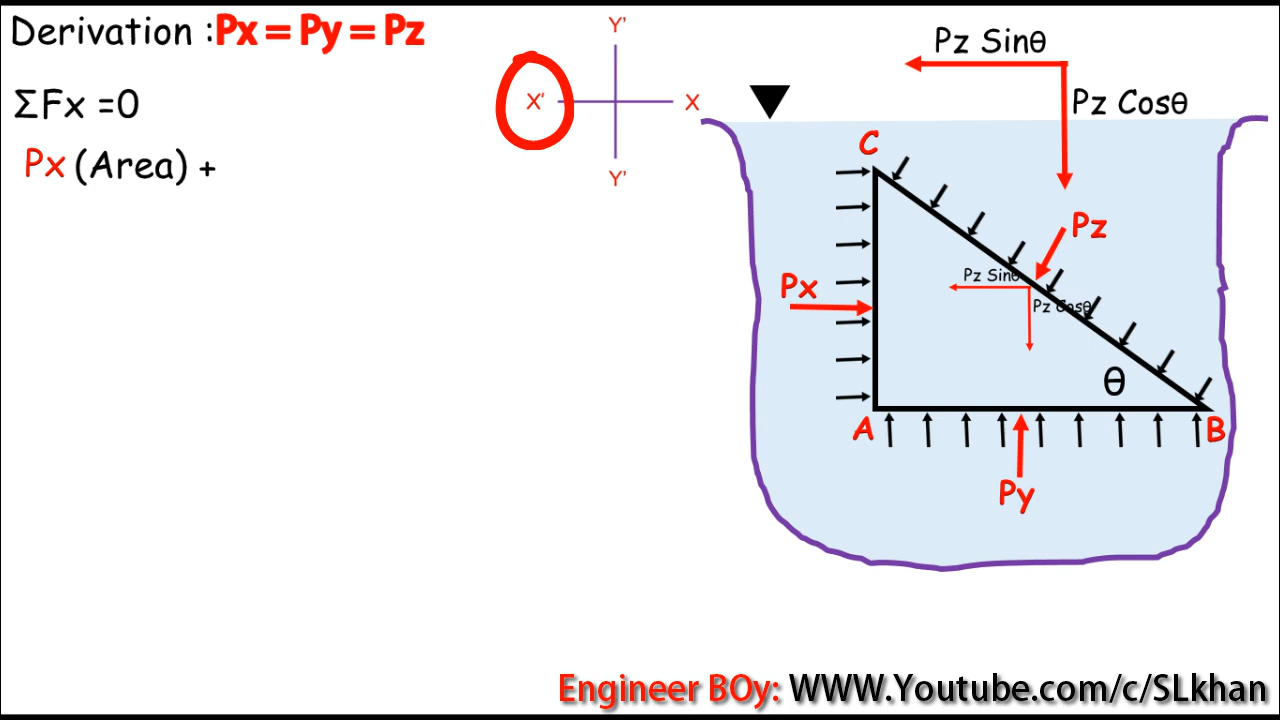 Derivation :Px = Py = Pz
ΣFx =0
Px (Area) +
Y'
X'
X
Y'
Pz Sinθ
Pz Cosθ
C
Pz
Pz Sinθ
Pz Cosθ
Px
θ
A
B
Py
Engineer BOy: WWW.Youtube.com/c/SLkhan